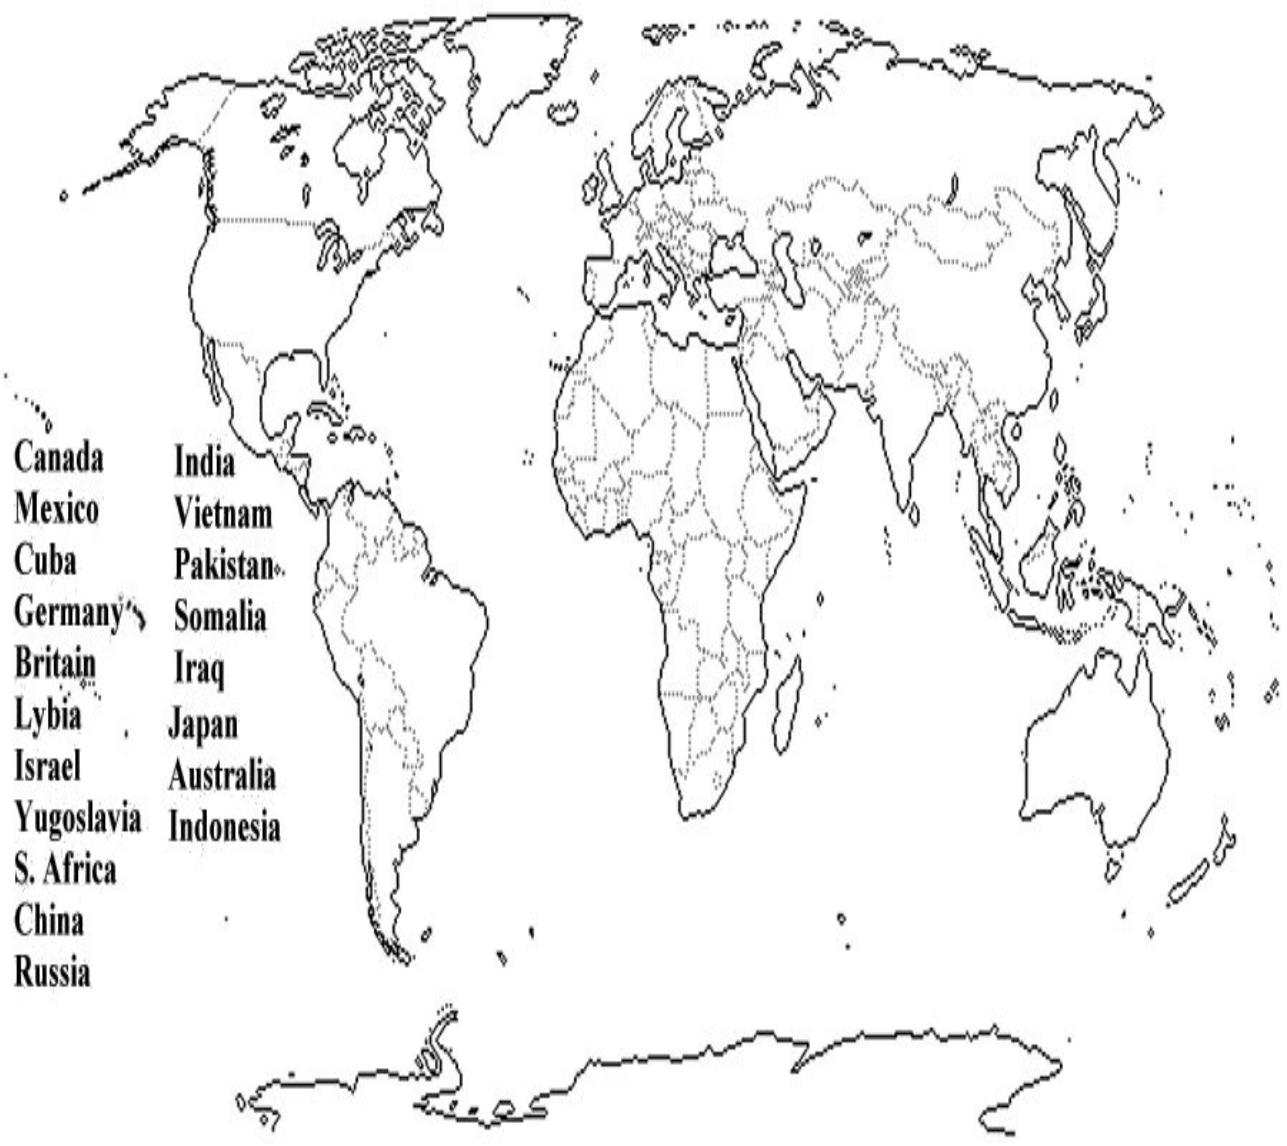 Canada
Mexico
Cuba
Germany
Britain
Lybia
Israel
Yugoslavia
S. Africa
China
Russia
India
Vietnam
Pakistan
Somalia
Iraq
Japan
Australia
Indonesia